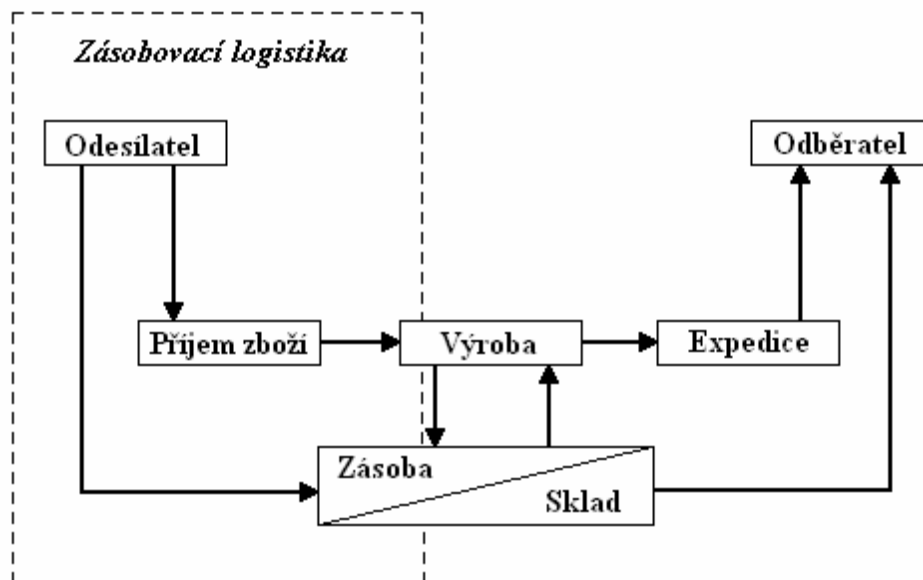 Zásobovací logistika
Odesílatel
Odběratel
Příjem zboží
Výroba
Expedice
Zásoba
Sklad